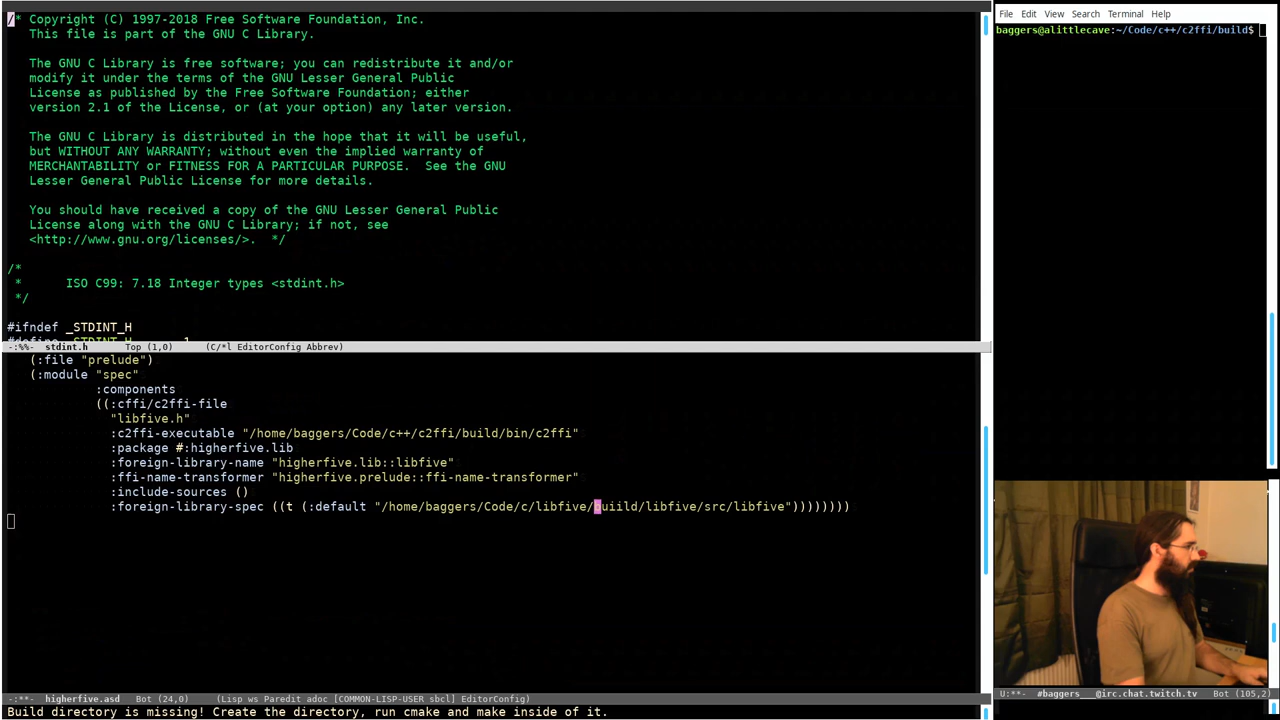 /* Copyright (C) 1997-2018 Free Software Foundation, Inc.
This file is part of the GNU C Library.
The GNU C Library is free software; you can redistribute it and/or
modify it under the terms of the GNU Lesser General Public
License as published by the Free Software Foundation; either
version 2.1 of the License, or (at your option) any later version.
The GNU C Library is distributed in the hope that it will be useful,
but WITHOUT ANY WARRANTY; without even the implied warranty of
MERCHANTABILITY or FITNESS FOR A PARTICULAR PURPOSE.  See the GNU
Lesser General Public License for more details.
You should have received a copy of the GNU Lesser General Public
License along with the GNU C Library; if not, see
<http://www.gnu.org/licenses/>.  */
/*
*      ISO C99: 7.18 Integer types <stdint.h>
*/
#ifndef _STDINT_H
#define _STDINT_H      1
-:%%-  stdint.h      Top (1,0)      (C/*l EditorConfig Abbrev)
(:file "prelude")
(:module "spec"
:components
((:cffi/c2ffi-file
"libfive.h"
:c2ffi-executable "/home/baggers/Code/c++/c2ffi/build/bin/c2ffi"
:package #:higherfive.lib
:foreign-library-name "higherfive.lib::libfive"
:ffi-name-transformer "higherfive.prelude::ffi-name-transformer"
:include-sources ()
:foreign-library-spec ((t (:default "/home/baggers/Code/c/libfive/buiild/libfive/src/libfive"))))))))
-:**-  higherfive.asd   Bot (24,0)     (Lisp ws Paredit adoc [COMMON-LISP-USER sbcl] EditorConfig)
Build directory is missing! Create the directory, run cmake and make inside of it.
File Edit View Search Terminal Help
baggers@alittlecave:~/Code/c++/c2ffi/build$
U:**-  #baggers___@irc.chat.twitch.tv   Bot (105,2)